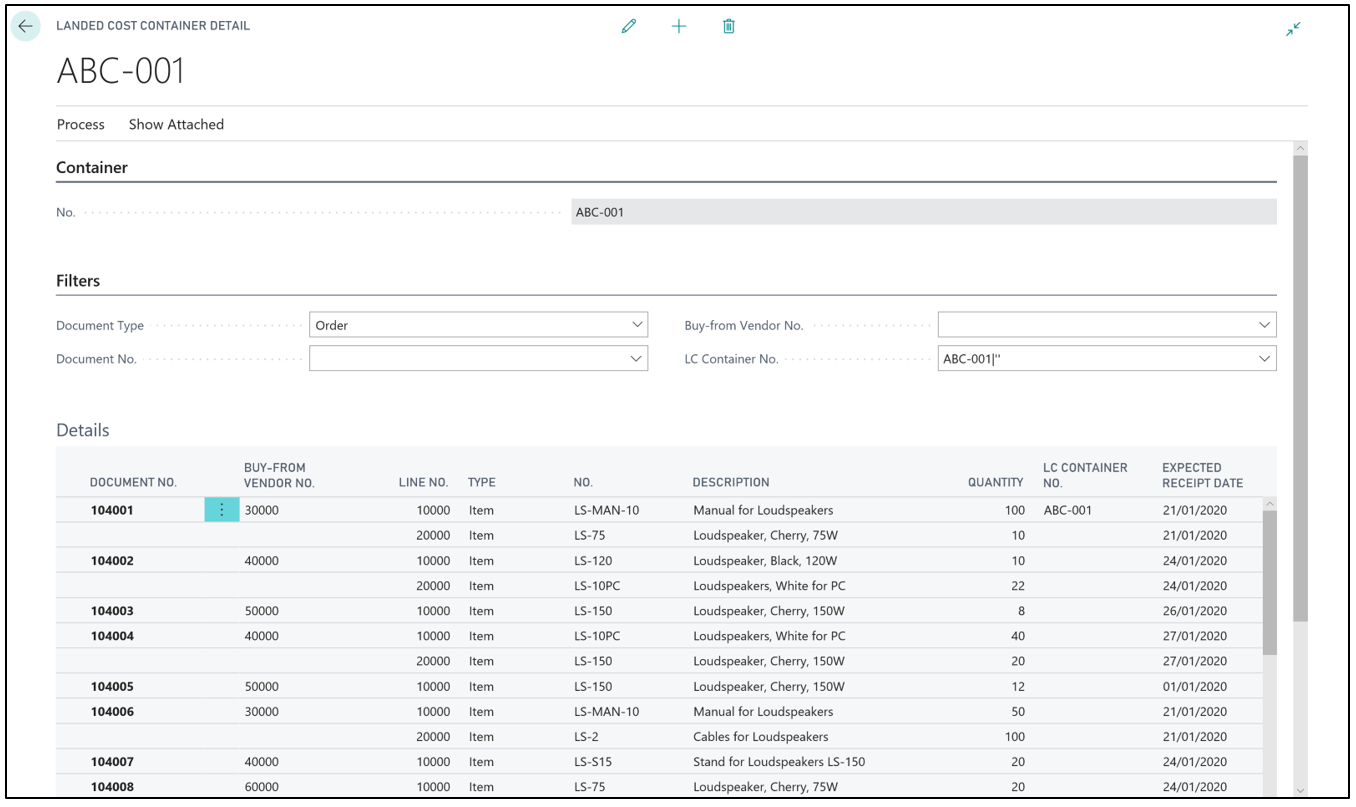 LANDED COST CONTAINER DETAIL
ABC-001
Process Show Attached
Container
No. ABC-001
Filters
Document Type Order Buy-from Vendor No.
Document No. LC Container No. ABC-001|''
Details
BUY-FROM LC CONTAINER EXPECTED
DOCUMENT NO. VENDOR NO. LINE NO. TYPE NO. DESCRIPTION QUANTITY NO. RECEIPT DATE
104001 30000 10000 Item LS-MAN-10 Manual for Loudspeakers 100 ABC-001 21/01/2020
20000 Item LS-75 Loudspeaker, Cherry, 75W 10 21/01/2020
104002 40000 10000 Item LS-120 Loudspeaker, Black, 120W 10 24/01/2020
20000 Item LS-10PC Loudspeakers, White for PC 22 24/01/2020
104003 50000 10000 Item LS-150 Loudspeaker, Cherry, 150W 8 26/01/2020
104004 40000 10000 Item LS-10PC Loudspeakers, White for PC 40 27/01/2020
20000 Item LS-150 Loudspeaker, Cherry, 150W 20 27/01/2020
104005 50000 10000 Item LS-150 Loudspeaker, Cherry, 150W 12 01/01/2020
104006 30000 10000 Item LS-MAN-10 Manual for Loudspeakers 50 21/01/2020
20000 Item LS-2 Cables for Loudspeakers 100 21/01/2020
104007 40000 10000 Item LS-S15 Stand for Loudspeakers LS-150 20 24/01/2020
104008 60000 10000 Item LS-75 Loudspeaker, Cherry, 75W 20 24/01/2020